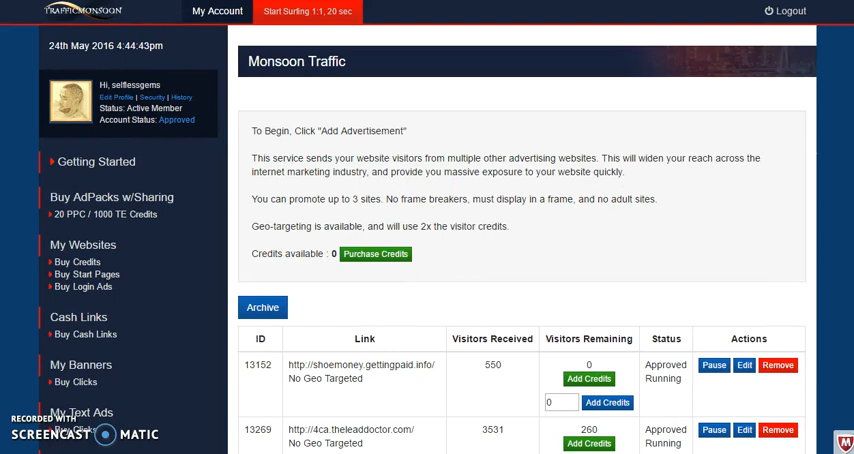 TRAFFICMONSOON
My Account
Start Surfing 1:1, 20 sec
Logout
24th May 2016 4:44:43pm
Hi, selflessgems
Edit Profile | Security | History
Status: Active Member
Account Status: Approved
Getting Started
Buy AdPacks w/Sharing
20 PPC / 1000 TE Credits
My Websites
Buy Credits
Buy Start Pages
Buy Login Ads
Cash Links
Buy Cash Links
My Banners
Buy Clicks
My Text Ads
Buy Clicks
RECORDED WITH
SCREENCAST MATIC
Monsoon Traffic
To Begin, Click "Add Advertisement"
This service sends your website visitors from multiple other advertising websites. This will widen your reach across the
internet marketing industry, and provide you massive exposure to your website quickly.
You can promote up to 3 sites. No frame breakers, must display in a frame, and no adult sites.
Geo-targeting is available, and will use 2x the visitor credits.
Credits available : 0 Purchase Credits
Archive
ID Link Visitors Received Visitors Remaining Status Actions
13152 http://shoemoney.gettingpaid.info/ 550 0 Approved Pause Edit Remove
No Geo Targeted Add Credits Running
0 Add Credits
13269 http://4ca.theleaddoctor.com/ 3531 260 Approved Pause Edit Remove
No Geo Targeted Add Credits Running